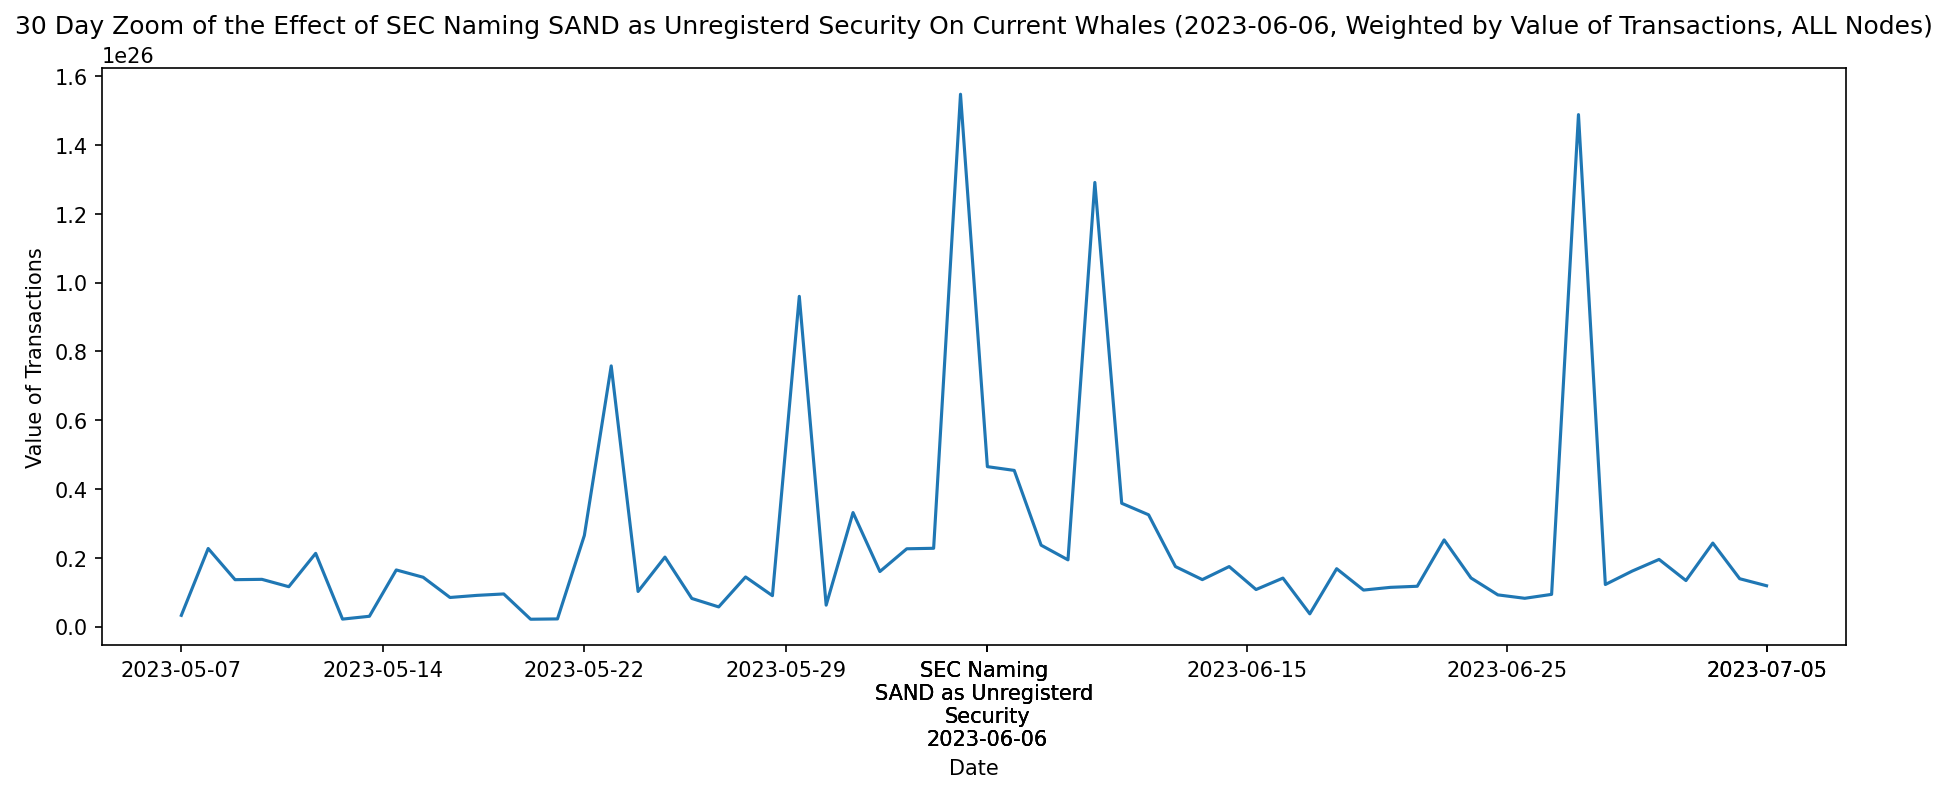 30 Day Zoom of the Effect of SEC Naming SAND as Unregisterd Security On Current Whales (2023-06-06, Weighted by Value of Transactions, ALL Nodes)
1e26
1.6
1.4
1.2
1.0
0.8
0.6
0.4
0.2
0.0
Value of Transactions
2023-05-07 2023-05-14 2023-05-22 2023-05-29 SEC Naming 2023-06-15 2023-06-25 2023-07-05
SAND as Unregisterd
Security
2023-06-06
Date